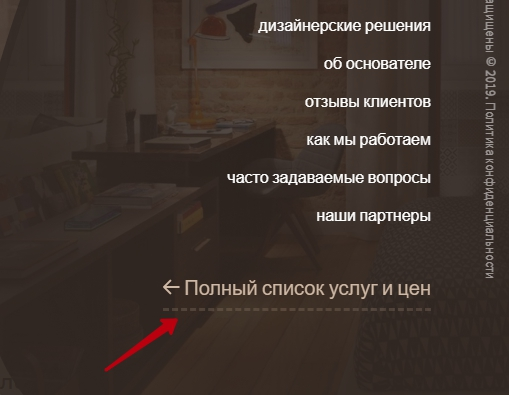 дизайнерские решения
об основателе
отзывы клиентов
как мы работаем
часто задаваемые вопросы
наши партнеры
← Полный список услуг и цен
© 2019. Политика конфиденциальности